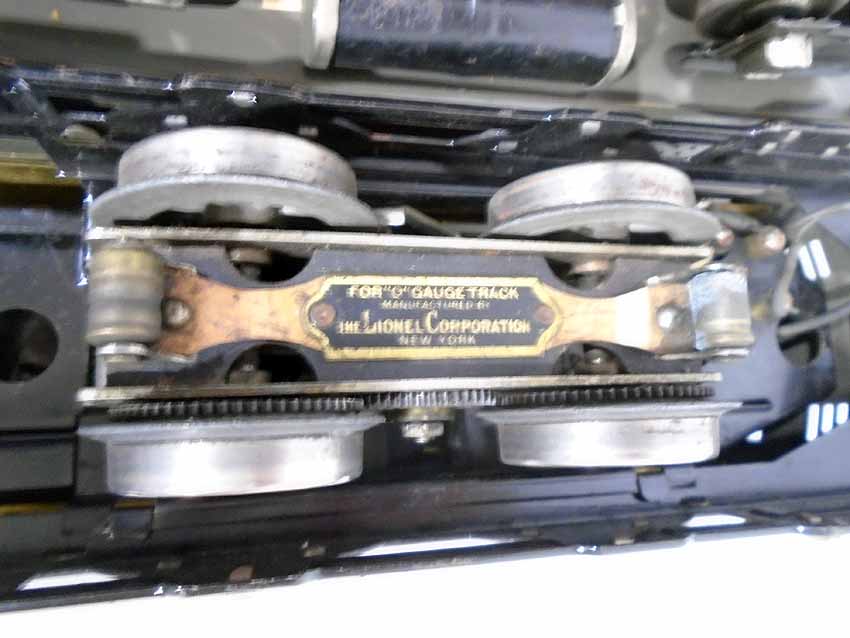 FOR "O" GAUGE TRACK
MANUFACTURED BY
THE LIONEL CORPORATION
NEW YORK